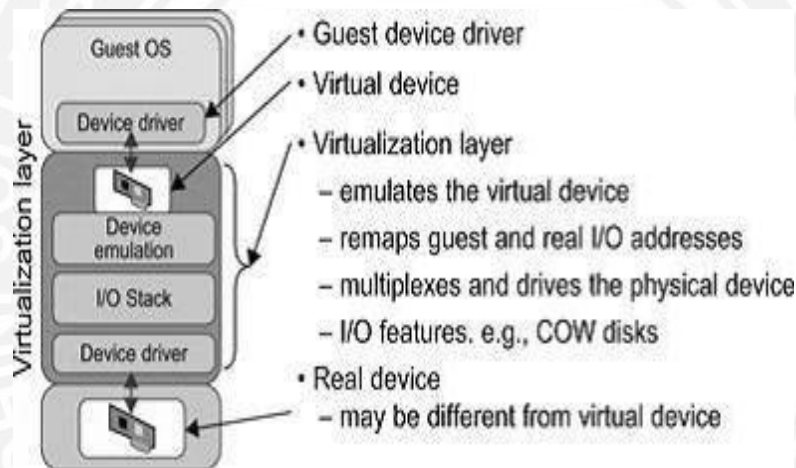 Guest OS
Device driver
Virtualization layer
Device
emulation
I/O Stack
Device driver
• Guest device driver
• Virtual device
• Virtualization layer
– emulates the virtual device
– remaps guest and real I/O addresses
– multiplexes and drives the physical device
– I/O features. e.g., COW disks
• Real device
– may be different from virtual device